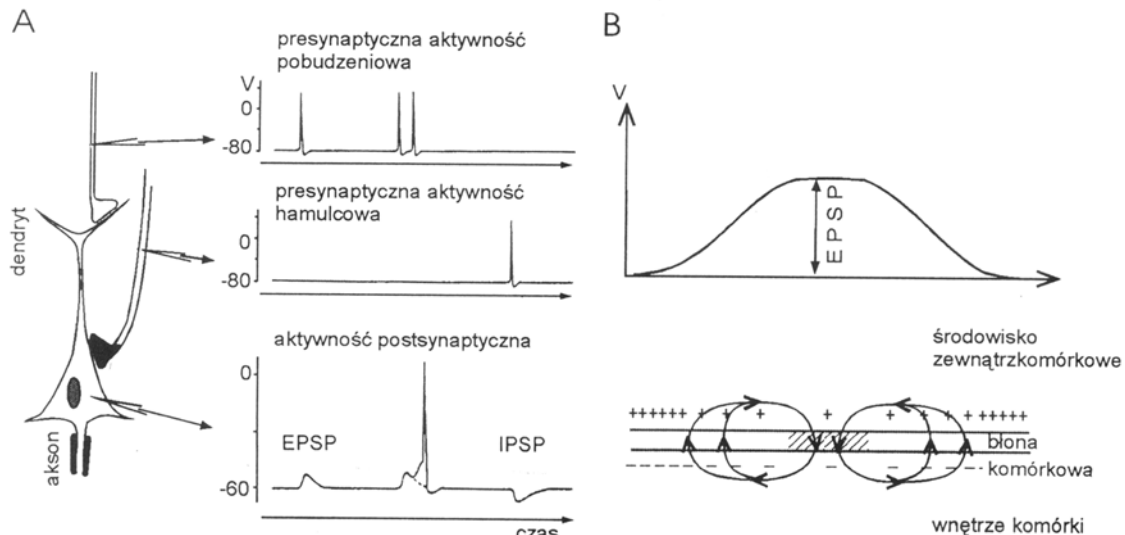 A
presynaptyczna aktywność
pobudzeniowa
V
0
-80
presynaptyczna aktywność
hamulcowa
0
-80
dendryt
akson
aktywność postsynaptyczna
0
EPSP
IPSP
-60
czas
B
V
EPSP
środowisko
zewnątrzkomórkowe
++++++ + + + + + + +++++
błona
komórkowa
wnętrze komórki